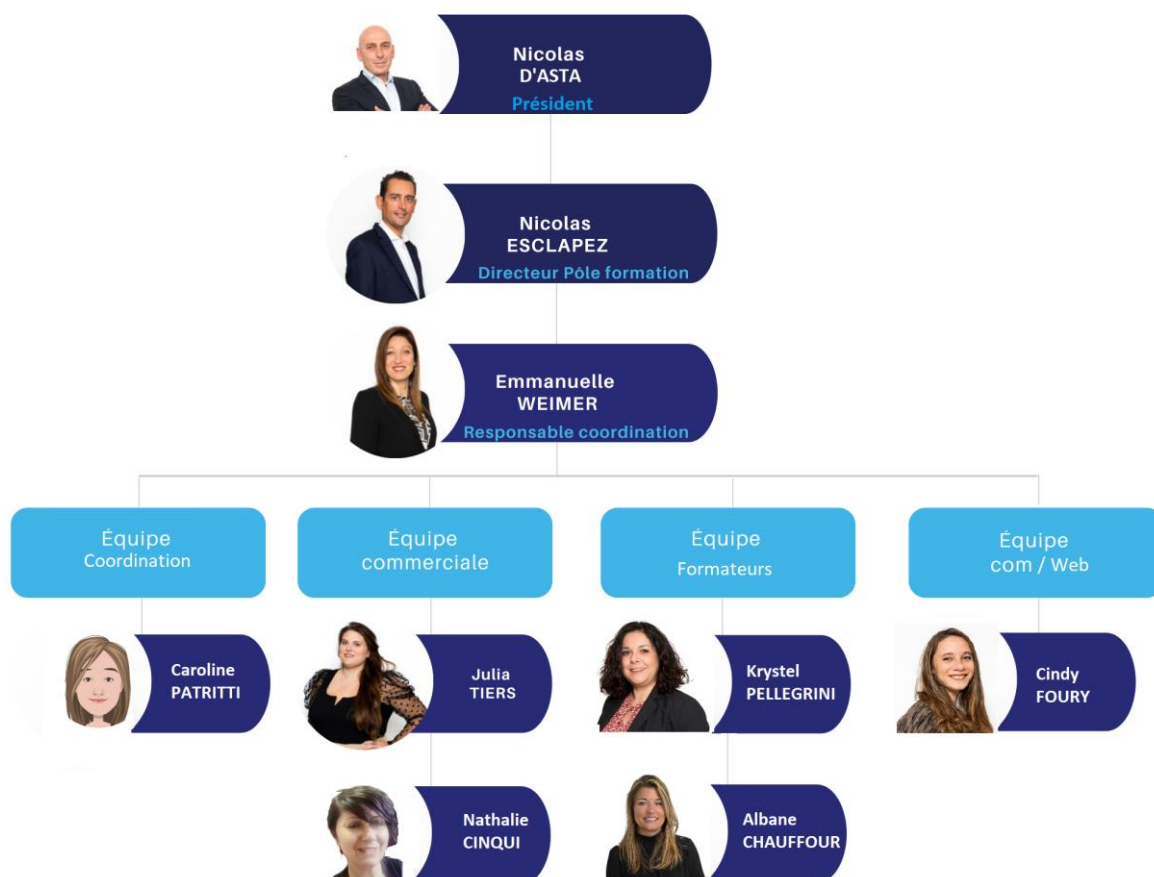 Nicolas
D'ASTA
Président
Nicolas
ESCLAPEZ
Directeur Pôle formation
Emmanuelle
WEIMER
Responsable coordination
Équipe
Coordination
Équipe
commerciale
Équipe
Formateurs
Équipe
com / Web
Caroline
PATRITTI
Julia
TIERS
Krystel
PELLEGRINI
Cindy
FOURY
Nathalie
CINQUI
Albane
CHAUFFOUR